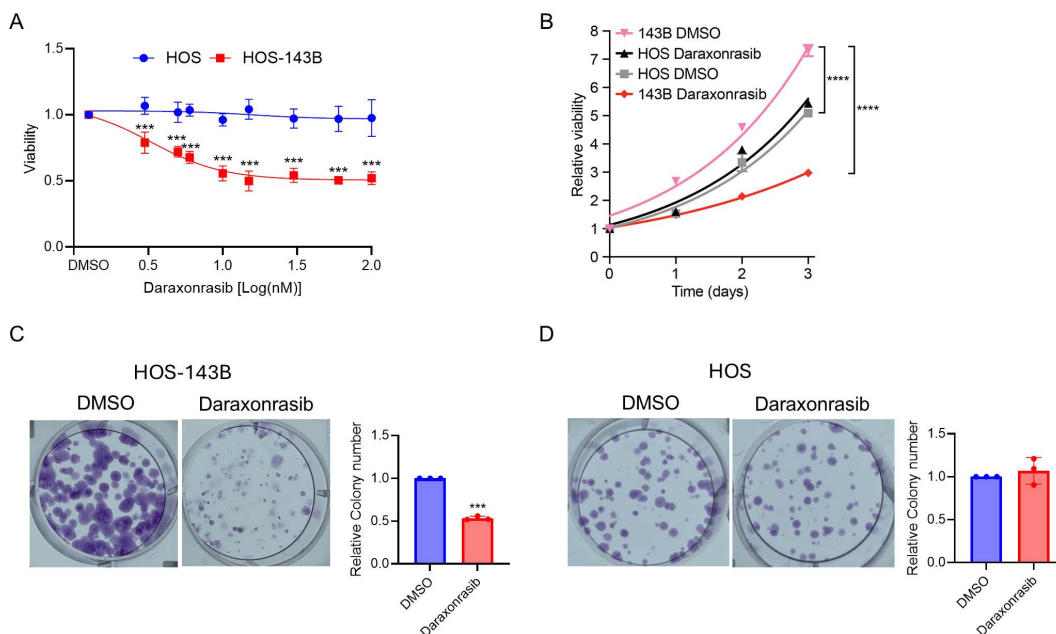 A
1.5
HOS
HOS-143B
1.0
***
***
***
***
***
***
***
***
0.5
0.0
DMSO
0.5
1.0
1.5
2.0
Viability
Daraxonrasib [Log(nM)]
B
8
7
6
5
4
3
2
1
0
143B DMSO
HOS Daraxonrasib
HOS DMSO
143B Daraxonrasib
****
****
0
1
2
3
Relative viability
Time (days)
C
HOS-143B
DMSO
Daraxonrasib
Relative Colony number
1.5
1.0
0.5
0.0
***
DMSO
Daraxonrasib
D
HOS
DMSO
Daraxonrasib
Relative Colony number
1.5
1.0
0.5
0.0
DMSO
Daraxonrasib